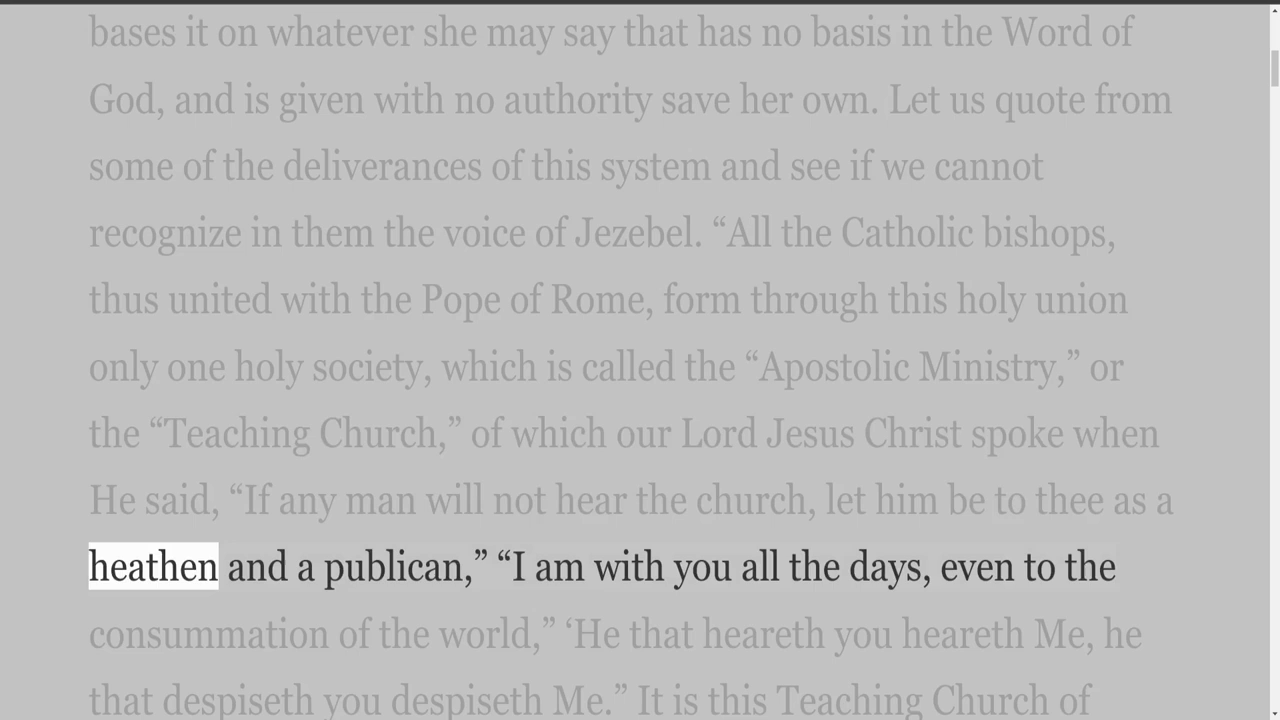 bases it on whatever she may say that has no basis in the Word of
God, and is given with no authority save her own. Let us quote from
some of the deliverances of this system and see if we cannot
recognize in them the voice of Jezebel. “All the Catholic bishops,
thus united with the Pope of Rome, form through this holy union
only one holy society, which is called the “Apostolic Ministry,” or
the “Teaching Church,” of which our Lord Jesus Christ spoke when
He said, “If any man will not hear the church, let him be to thee as a
heathen and a publican,” “I am with you all the days, even to the
consummation of the world,” ‘He that heareth you heareth Me, he
that despiseth you despiseth Me.” It is this Teaching Church of